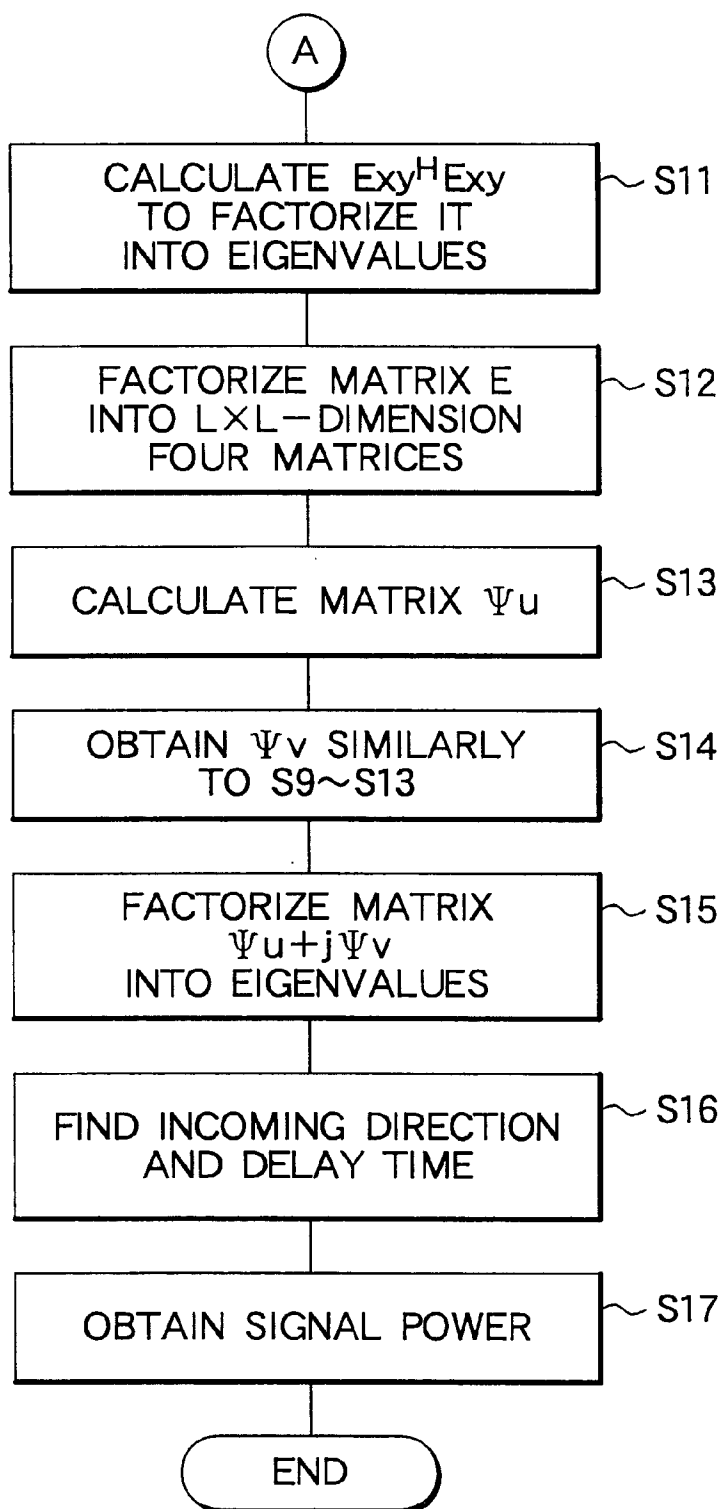 A
CALCULATE Exy^H Exy
TO FACTORIZE IT
INTO EIGENVALUES
S11
FACTORIZE MATRIX E
INTO L×L-DIMENSION
FOUR MATRICES
S12
CALCULATE MATRIX Ψu
S13
OBTAIN Ψv SIMILARLY
TO S9~S13
S14
FACTORIZE MATRIX
Ψu+jΨv
INTO EIGENVALUES
S15
FIND INCOMING DIRECTION
AND DELAY TIME
S16
OBTAIN SIGNAL POWER
S17
END